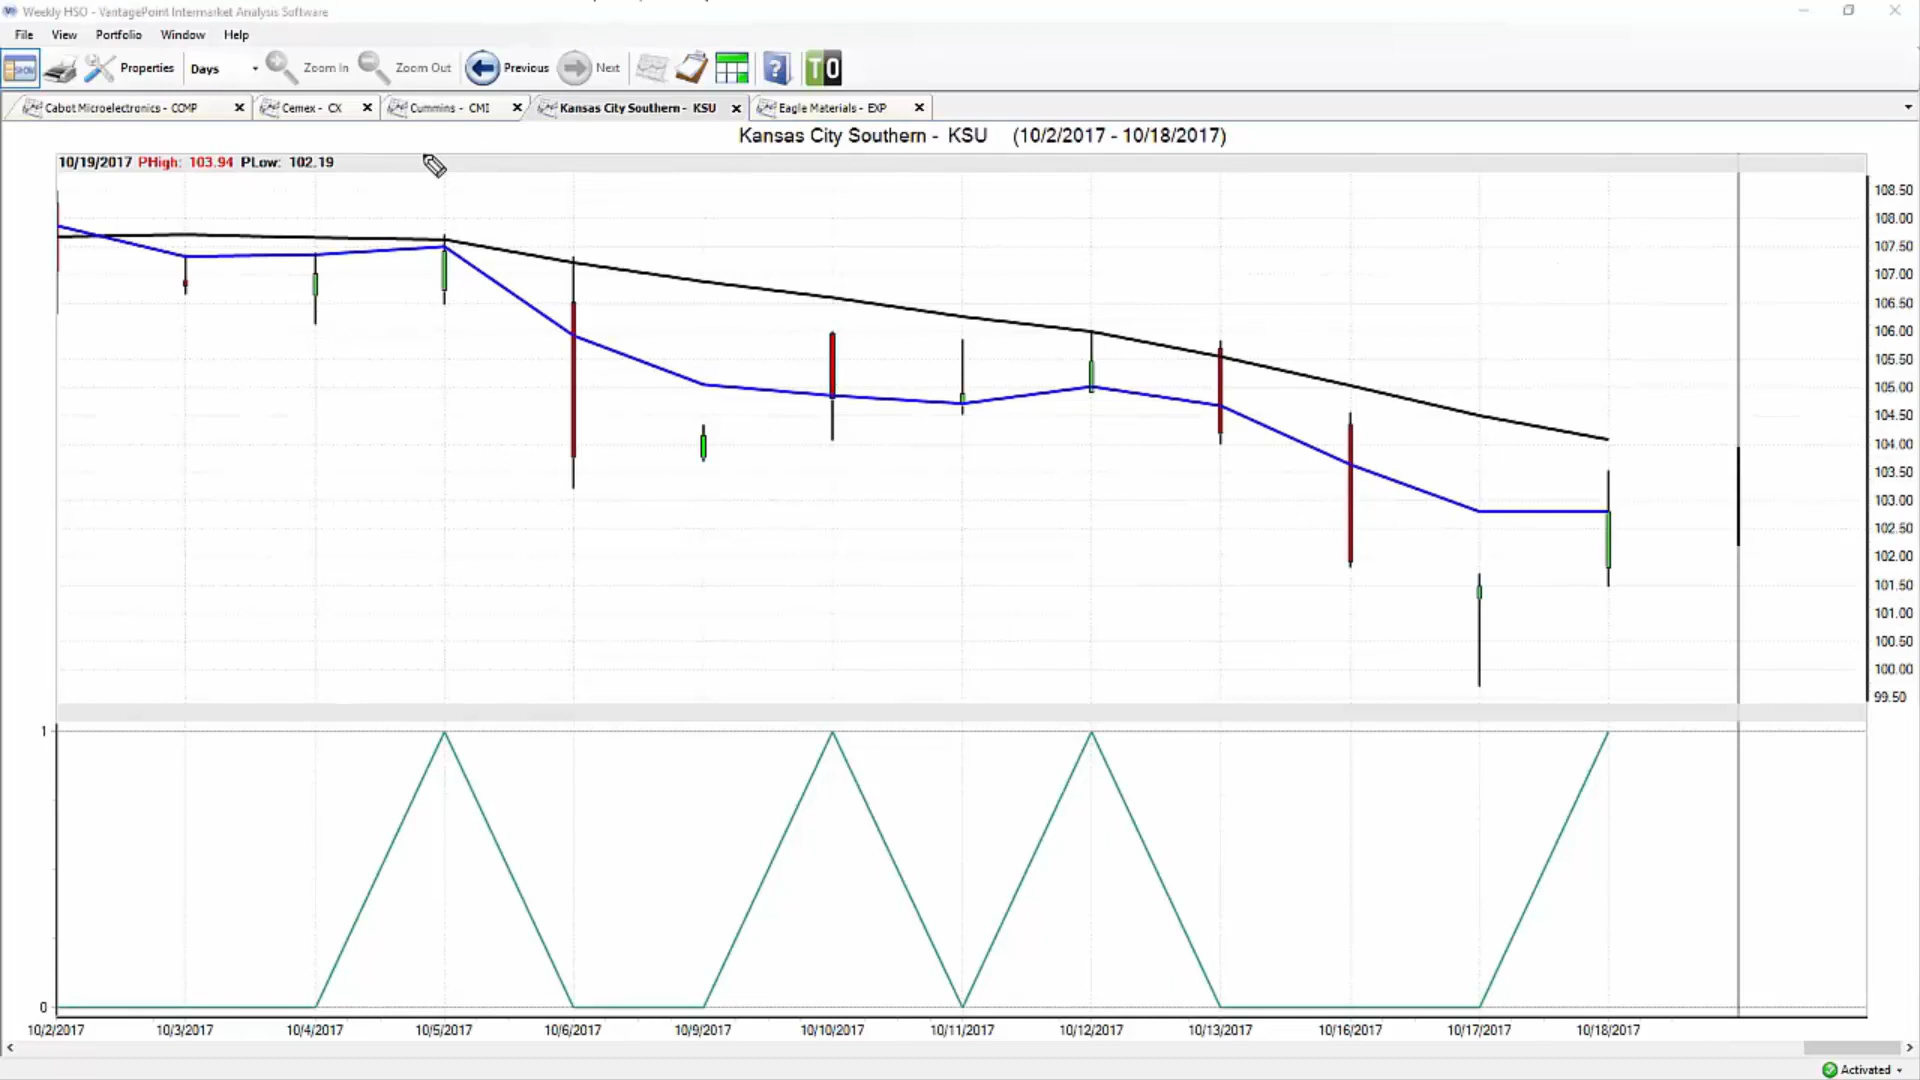 Weekly HSO - VantagePoint Intermarket Analysis Software
File View Portfolio Window Help
SHOW Properties Days Zoom In Zoom Out Previous Next ? TO
Cabot Microelectronics - COMP Cemex - CX Cummins - CMI Kansas City Southern - KSU Eagle Materials - EXP
Kansas City Southern - KSU (10/2/2017 - 10/18/2017)
10/19/2017 PHigh: 103.94 PLow: 102.19
108.50
108.00
107.50
107.00
106.50
106.00
105.50
105.00
104.50
104.00
103.50
103.00
102.50
102.00
101.50
101.00
100.50
100.00
99.50
1
0
10/2/2017 10/3/2017 10/4/2017 10/5/2017 10/6/2017 10/9/2017 10/10/2017 10/11/2017 10/12/2017 10/13/2017 10/16/2017 10/17/2017 10/18/2017
Activated